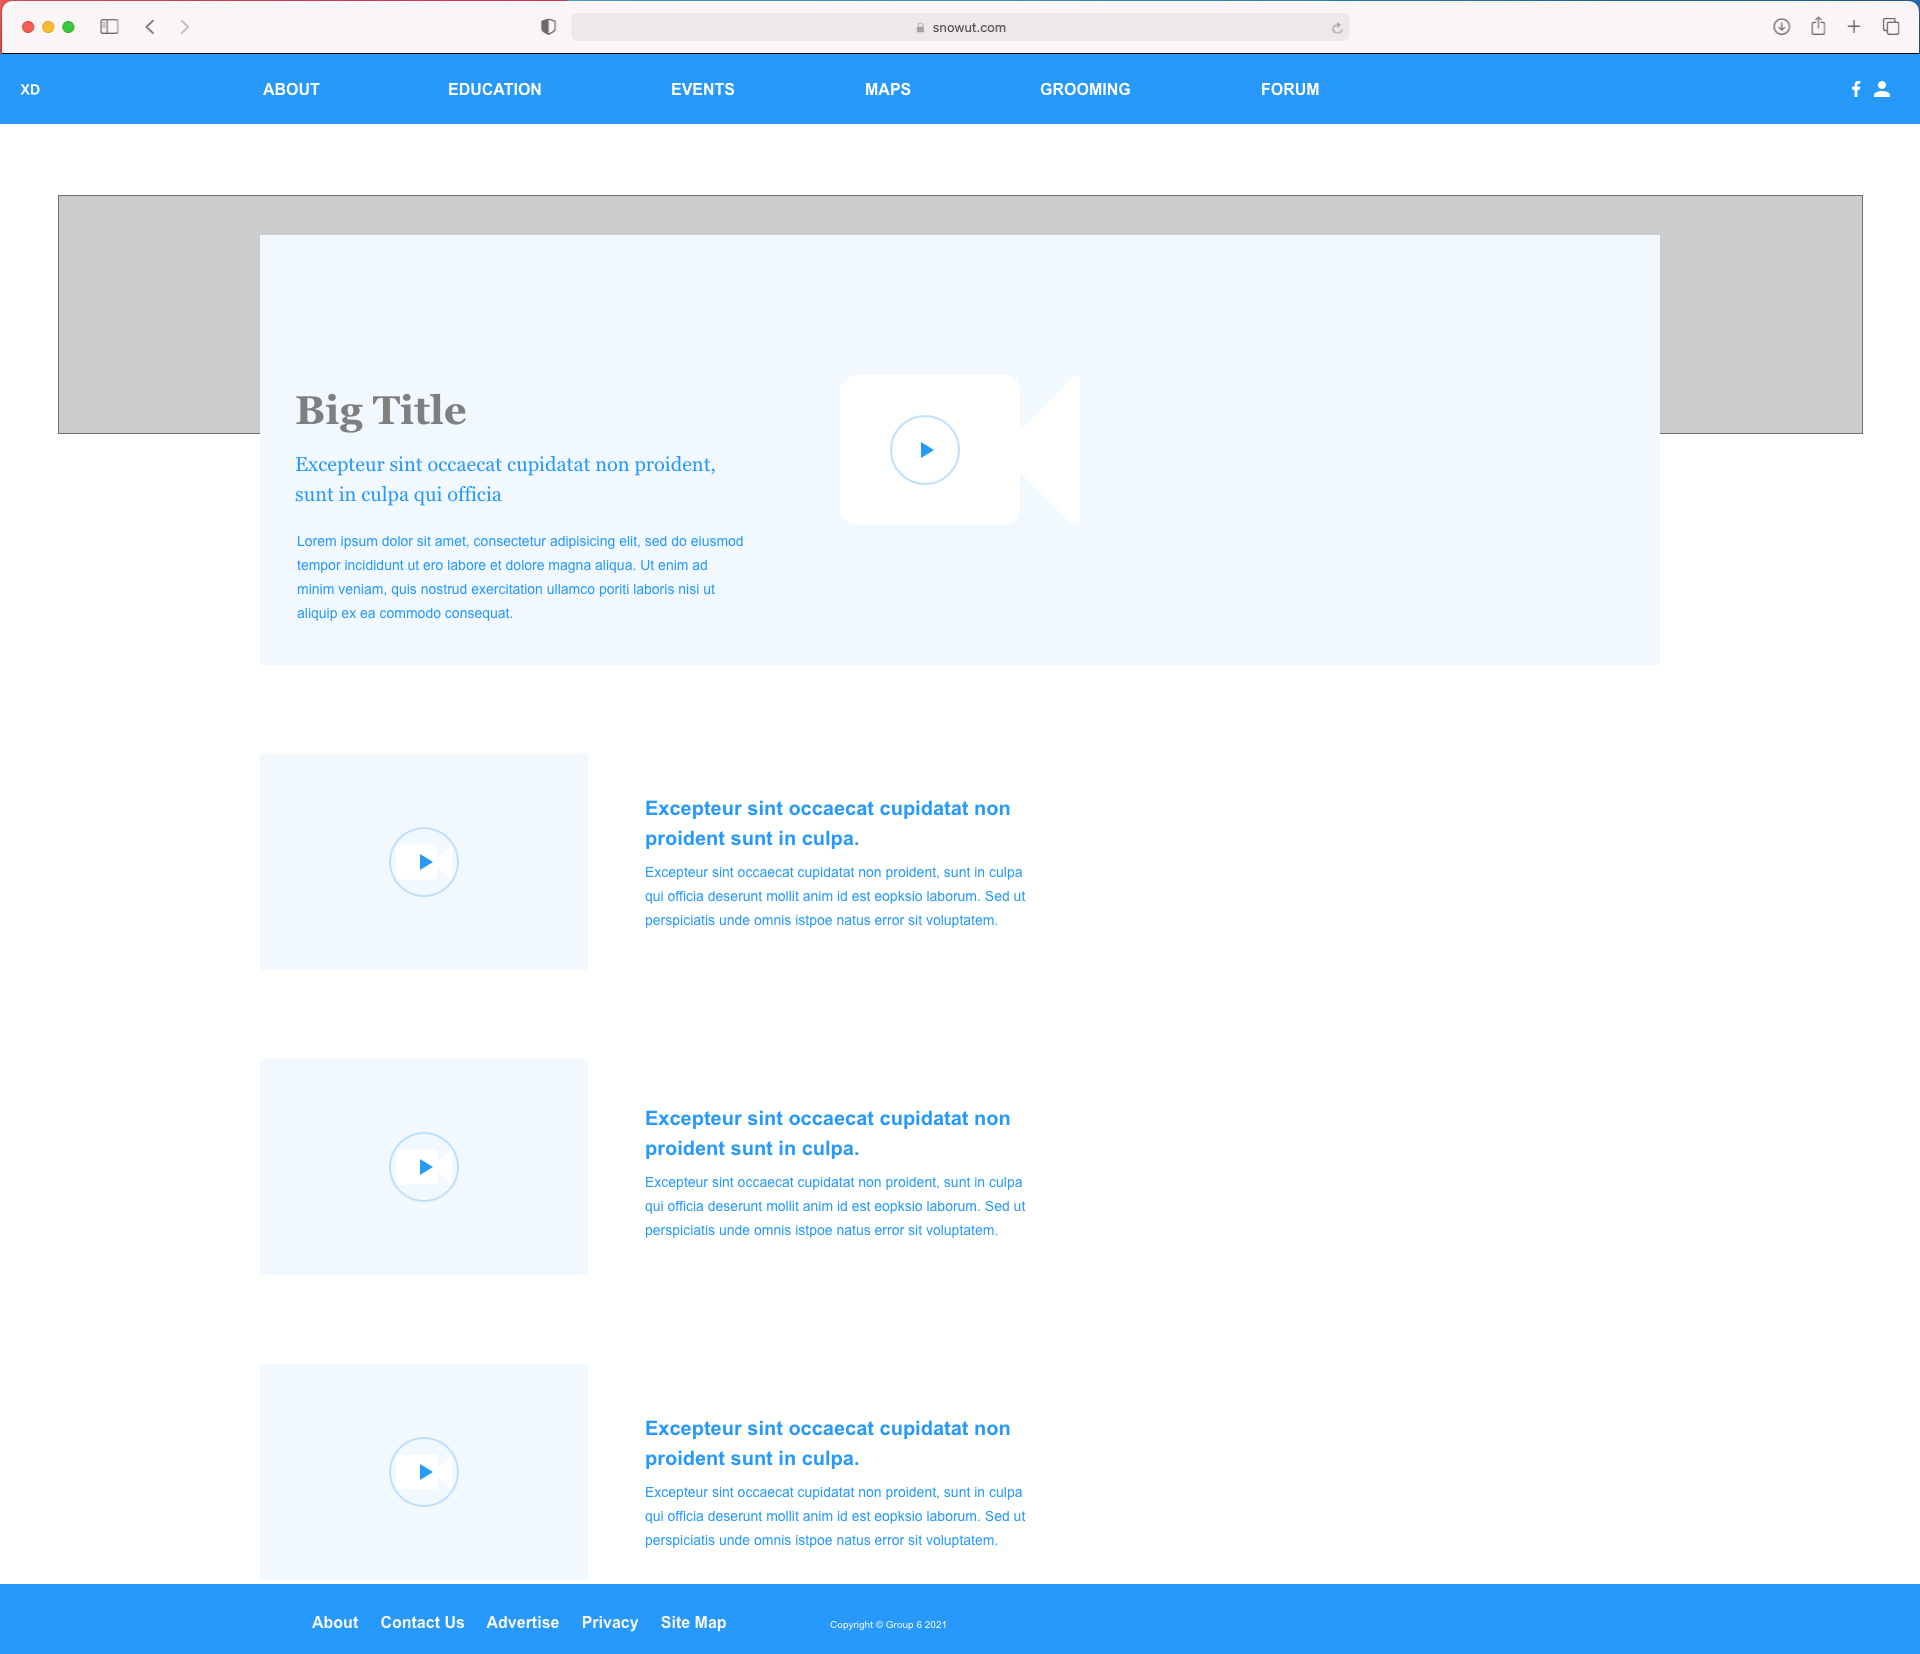 snowut.com
XD ABOUT EDUCATION EVENTS MAPS GROOMING FORUM
Big Title
Excepteur sint occaecat cupidatat non proident,
sunt in culpa qui officia
Lorem ipsum dolor sit amet, consectetur adipisicing elit, sed do eiusmod
tempor incididunt ut ero labore et dolore magna aliqua. Ut enim ad
minim veniam, quis nostrud exercitation ullamco poriti laboris nisi ut
aliquip ex ea commodo consequat.
Excepteur sint occaecat cupidatat non
proident sunt in culpa.
Excepteur sint occaecat cupidatat non proident, sunt in culpa
qui officia deserunt mollit anim id est eopksio laborum. Sed ut
perspiciatis unde omnis istpoe natus error sit voluptatem.
Excepteur sint occaecat cupidatat non
proident sunt in culpa.
Excepteur sint occaecat cupidatat non proident, sunt in culpa
qui officia deserunt mollit anim id est eopksio laborum. Sed ut
perspiciatis unde omnis istpoe natus error sit voluptatem.
Excepteur sint occaecat cupidatat non
proident sunt in culpa.
Excepteur sint occaecat cupidatat non proident, sunt in culpa
qui officia deserunt mollit anim id est eopksio laborum. Sed ut
perspiciatis unde omnis istpoe natus error sit voluptatem.
About Contact Us Advertise Privacy Site Map Copyright © Group 6 2021